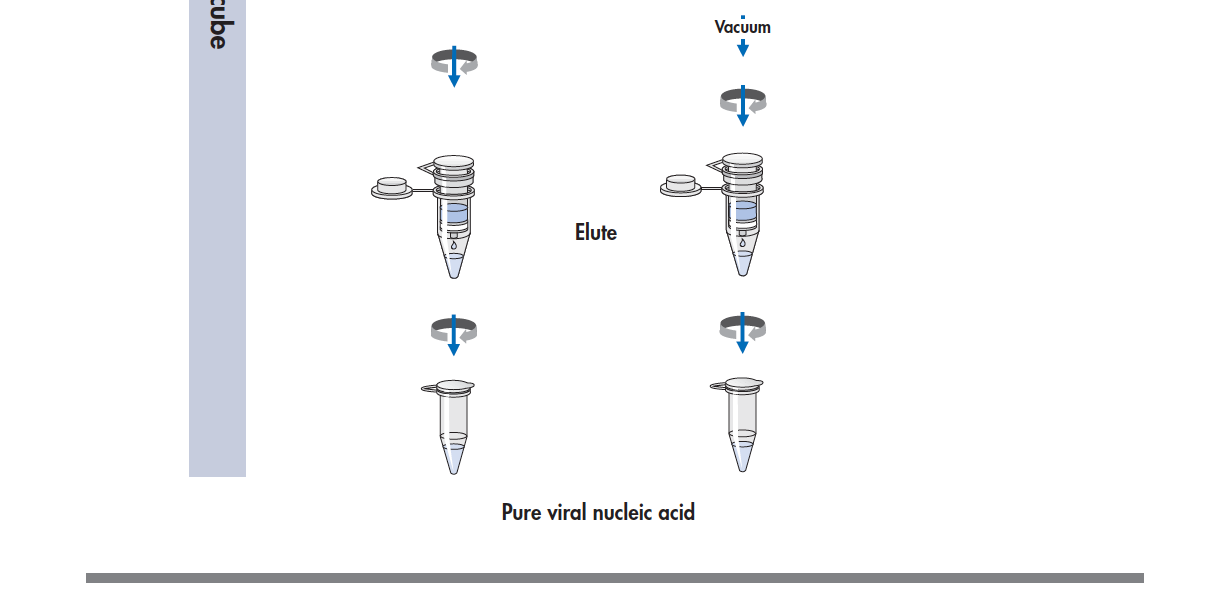 cube
Vacuum
Elute
Pure viral nucleic acid